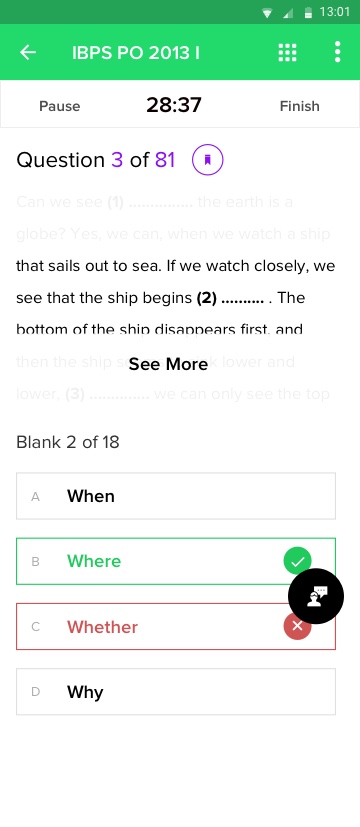 13:01
IBPS PO 2013 I
Pause 28:37 Finish
Question 3 of 81
Can we see (1) ............... the earth is a
globe? Yes, we can, when we watch a ship
that sails out to sea. If we watch closely, we
see that the ship begins (2) .......... . The
bottom of the ship disappears first, and
then the ship lower and
See More
lower, (3) .............. we can only see the top
Blank 2 of 18
A When
B Where
C Whether
D Why